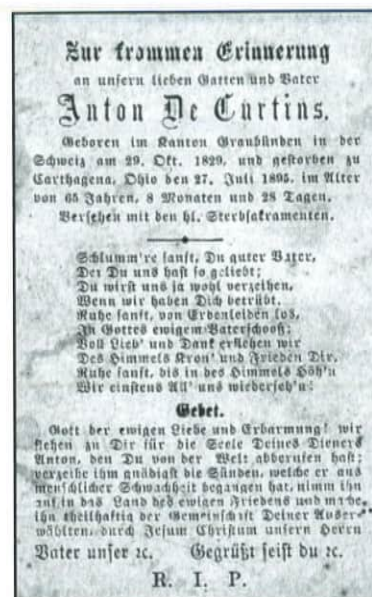 Zur frommen Erinnerung
an unsern lieben Gatten und Vater
Anton De Curtins.
Geboren im Kanton Graubünden in der
Schweiz am 29. Okt. 1829, und gestorben zu
Carthagena, Ohio den 27. Juli 1895, im Alter
von 65 Jahren, 8 Monaten und 28 Tagen.
Versehen mit den hl. Sterbsakramenten.
Schlumm're sanft, Du guter Vater,
Der Du uns hast so geliebt;
Du wirst uns ja wohl verzeihen,
Wenn wir haben Dich betrübt.
Ruhe sanft, von Erdenleiden los,
In Gottes ewigem Vaterschooß;
Voll Lieb' und Dank erflehen wir
Des Himmels Kron' und Frieden Dir.
Ruhe sanft, bis in des Himmels Höh'n
Wir einstens All' uns wiederseh'n!
Gebet.
Gott der ewigen Liebe und Erbarmung! wir
flehen zu Dir für die Seele Deines Dieners
Anton, den Du von der Welt abberufen hast;
verzeihe ihm gnädigst die Sünden, welche er aus
menschlicher Schwachheit begangen hat, nimm ihn
auf in das Land des ewigen Friedens und mache
ihn theilhaftig der Gemeinschaft Deiner Auser-
wählten, durch Jesum Christum unsern Herrn
Vater unser ꝛc. Gegrüßt seist du ꝛc.
R. I. P.